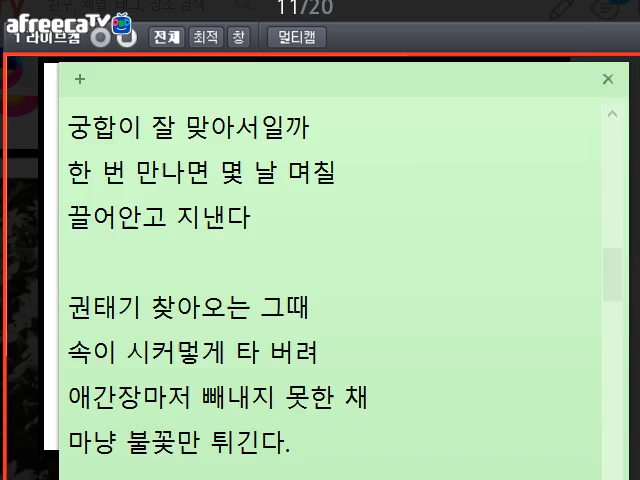 11/20
afreecaTV
1 라이브캠 전체 최적 창 멀티캠
궁합이 잘 맞아서일까
한 번 만나면 몇 날 며칠
끌어안고 지낸다
권태기 찾아오는 그때
속이 시커멓게 타 버려
애간장마저 빼내지 못한 채
마냥 불꽃만 튀긴다.